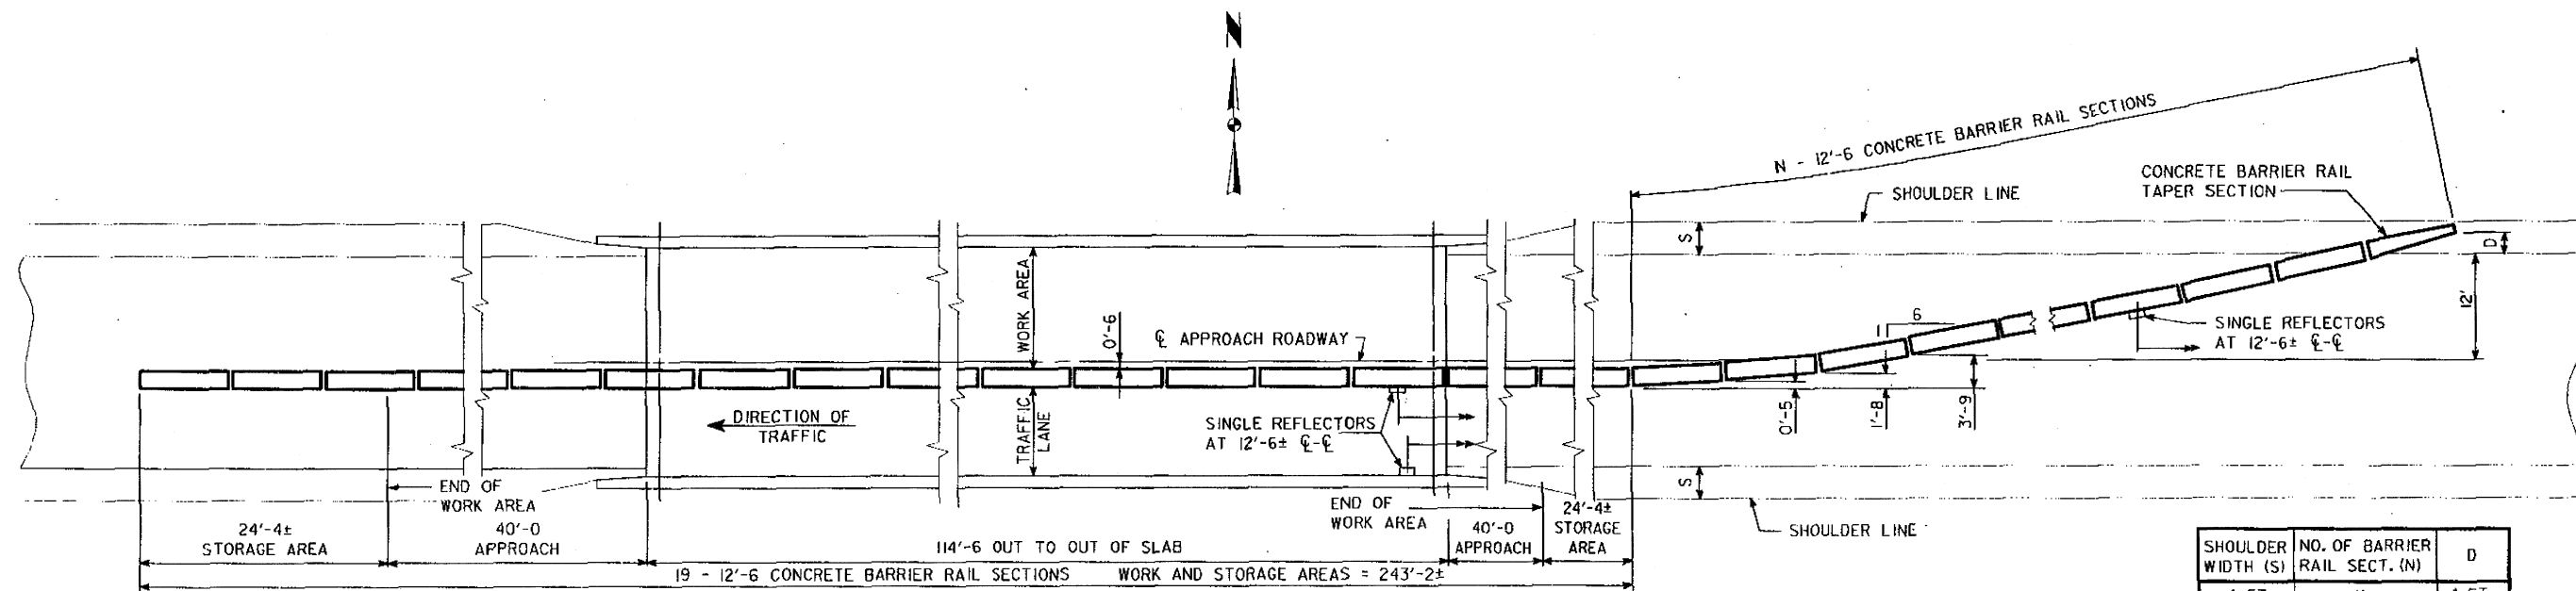 N
N - 12'-6 CONCRETE BARRIER RAIL SECTIONS
CONCRETE BARRIER RAIL
TAPER SECTION
SHOULDER LINE
S
D
12'
WORK AREA
0'-6
℄ APPROACH ROADWAY
1
6
SINGLE REFLECTORS
AT 12'-6± ℄-℄
DIRECTION OF
TRAFFIC
TRAFFIC
LANE
SINGLE REFLECTORS
AT 12'-6± ℄-℄
0'-5
1'-8
3'-9
END OF
WORK AREA
END OF
WORK AREA
S
SHOULDER LINE
24'-4±
STORAGE AREA
40'-0
APPROACH
114'-6 OUT TO OUT OF SLAB
40'-0
APPROACH
24'-4±
STORAGE
AREA
19 - 12'-6 CONCRETE BARRIER RAIL SECTIONS WORK AND STORAGE AREAS = 243'-2±
SHOULDER WIDTH (S)
NO. OF BARRIER RAIL SECT. (N)
D